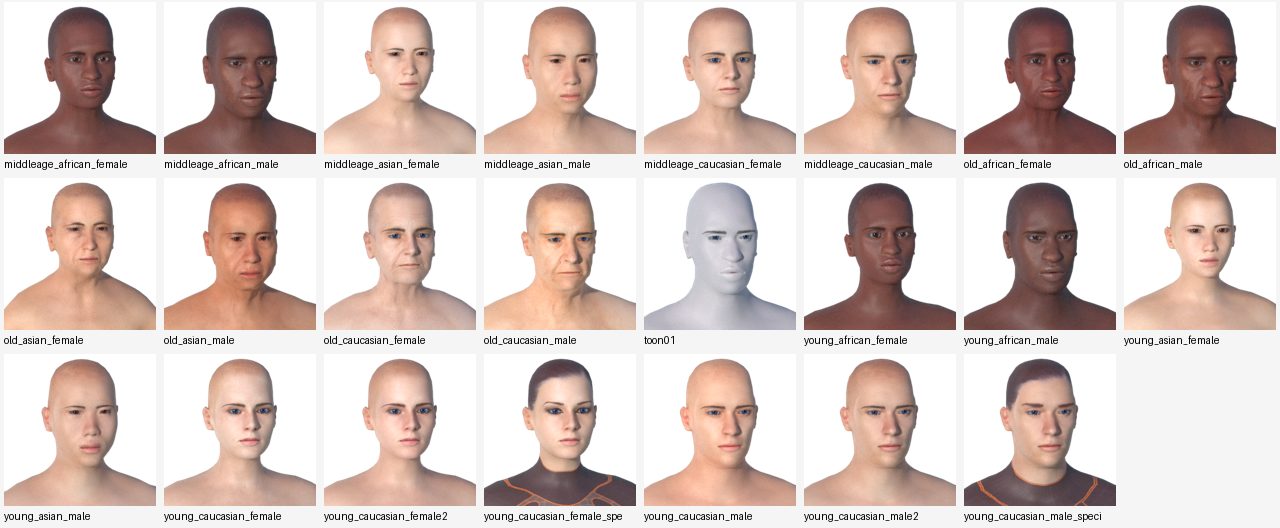 middleage_african_female
middleage_african_male
middleage_asian_female
middleage_asian_male
middleage_caucasian_female
middleage_caucasian_male
old_african_female
old_african_male
old_asian_female
old_asian_male
old_caucasian_female
old_caucasian_male
toon01
young_african_female
young_african_male
young_asian_female
young_asian_male
young_caucasian_female
young_caucasian_female2
young_caucasian_female_spe
young_caucasian_male
young_caucasian_male2
young_caucasian_male_speci